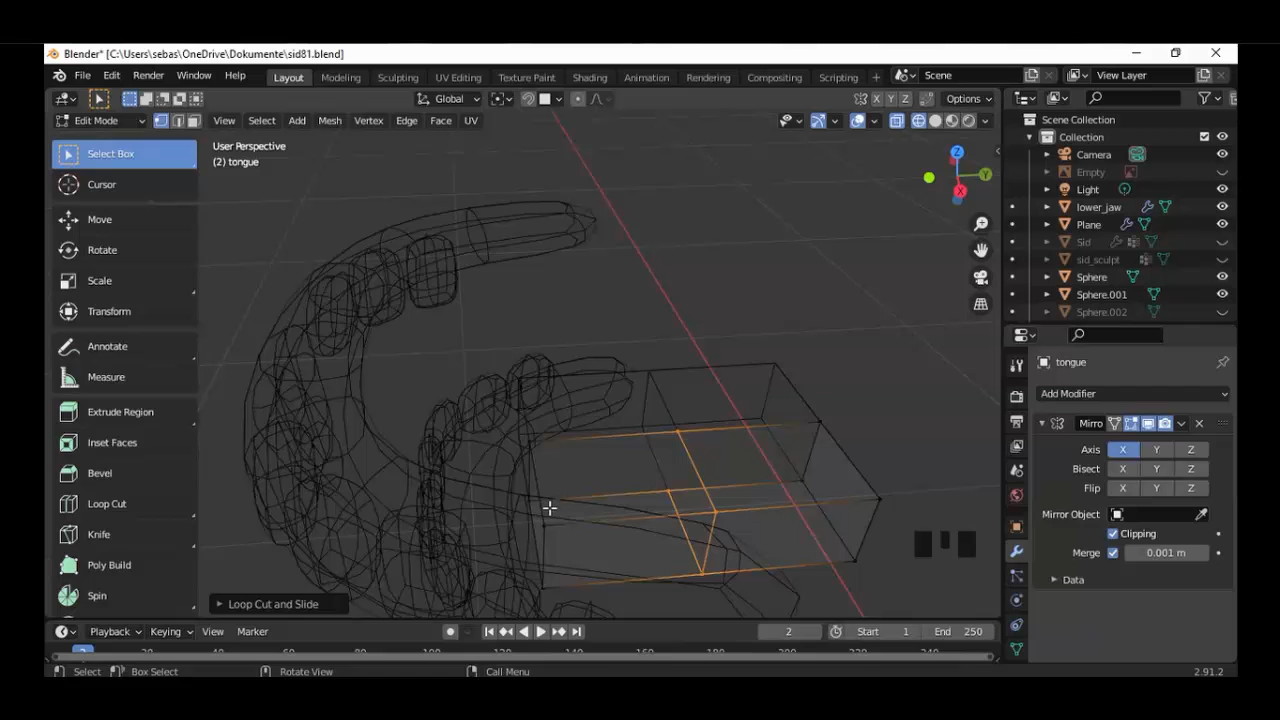 Blender* [C:\Users\sebas\OneDrive\Dokumente\sid81.blend]
File Edit Render Window Help Layout Modeling Sculpting UV Editing Texture Paint Shading Animation Rendering Compositing Scripting + Scene View Layer
Global Options X Y Z
Edit Mode View Select Add Mesh Vertex Edge Face UV
Scene Collection
Collection
Camera
Empty
Light
lower_jaw
Plane
Sid
sid_sculpt
Sphere
Sphere.001
Sphere.002
User Perspective
(2) tongue
Z
Y
X
Select Box
Cursor
Move
Rotate
Scale
Transform
Annotate
Measure
Extrude Region
Inset Faces
Bevel
Loop Cut
Knife
Poly Build
Spin
Loop Cut and Slide
tongue
Add Modifier
Mirro
Axis X Y Z
Bisect X Y Z
Flip X Y Z
Mirror Object
Clipping
Merge 0.001 m
Data
Playback Keying View Marker 2 Start 1 End 250
Select Box Select Rotate View Call Menu 2.91.2